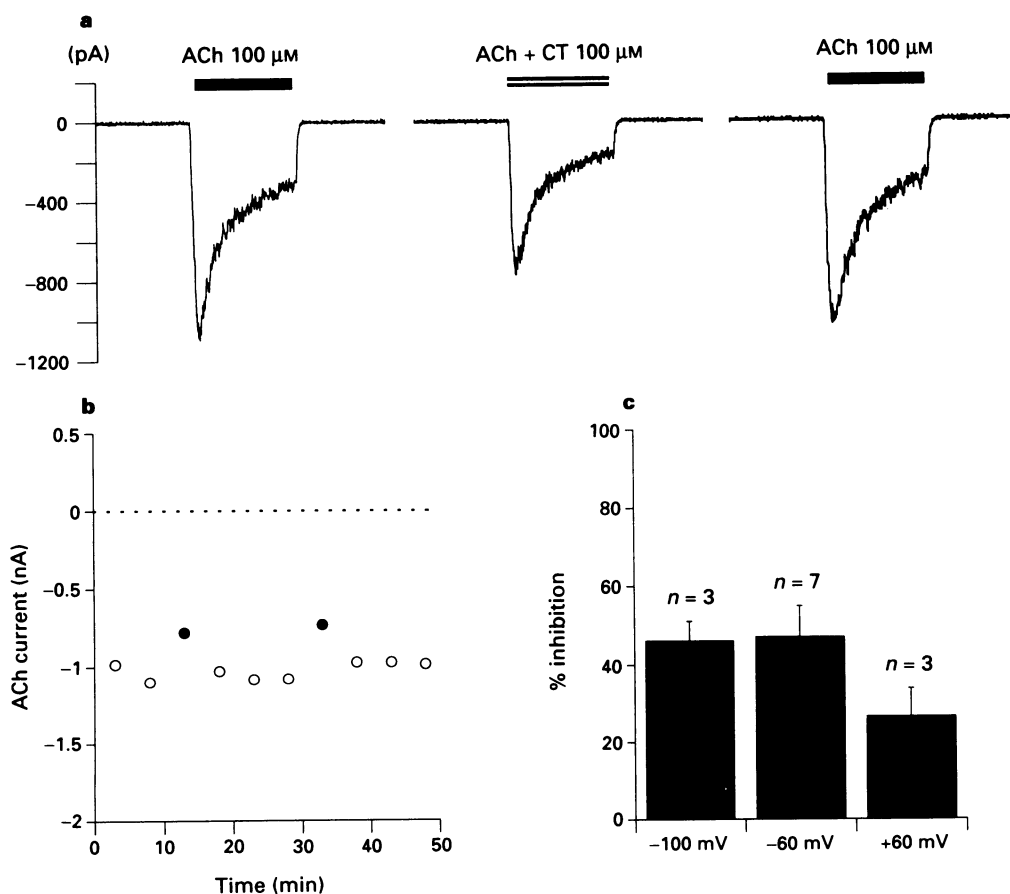 a
(pA)
ACh 100 μM
ACh + CT 100 μM
ACh 100 μM
0
−400
−800
−1200
b
0.5
0
−0.5
−1
−1.5
−2
ACh current (nA)
0
10
20
30
40
50
Time (min)
c
100
80
60
40
20
0
% inhibition
n = 3
n = 7
n = 3
−100 mV
−60 mV
+60 mV